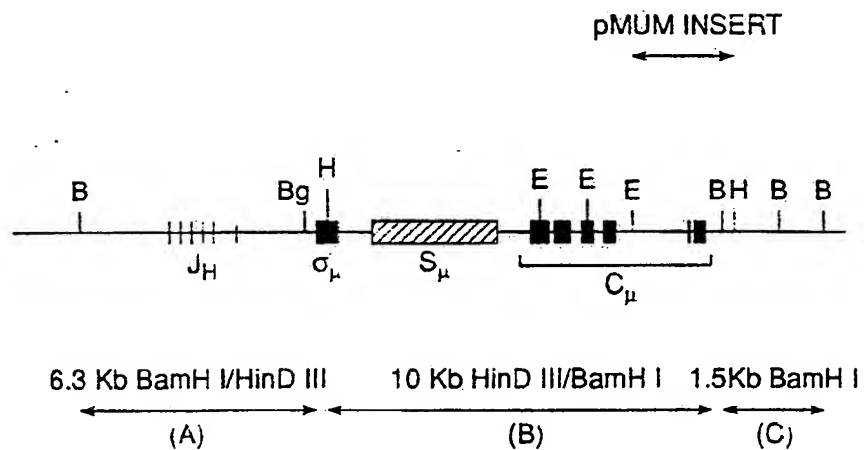 pMUM INSERT
B Bg H E E E B H B B
J_H σ_μ S_μ C_μ
6.3 Kb BamH I/HinD III 10 Kb HinD III/BamH I 1.5Kb BamH I
(A) (B) (C)